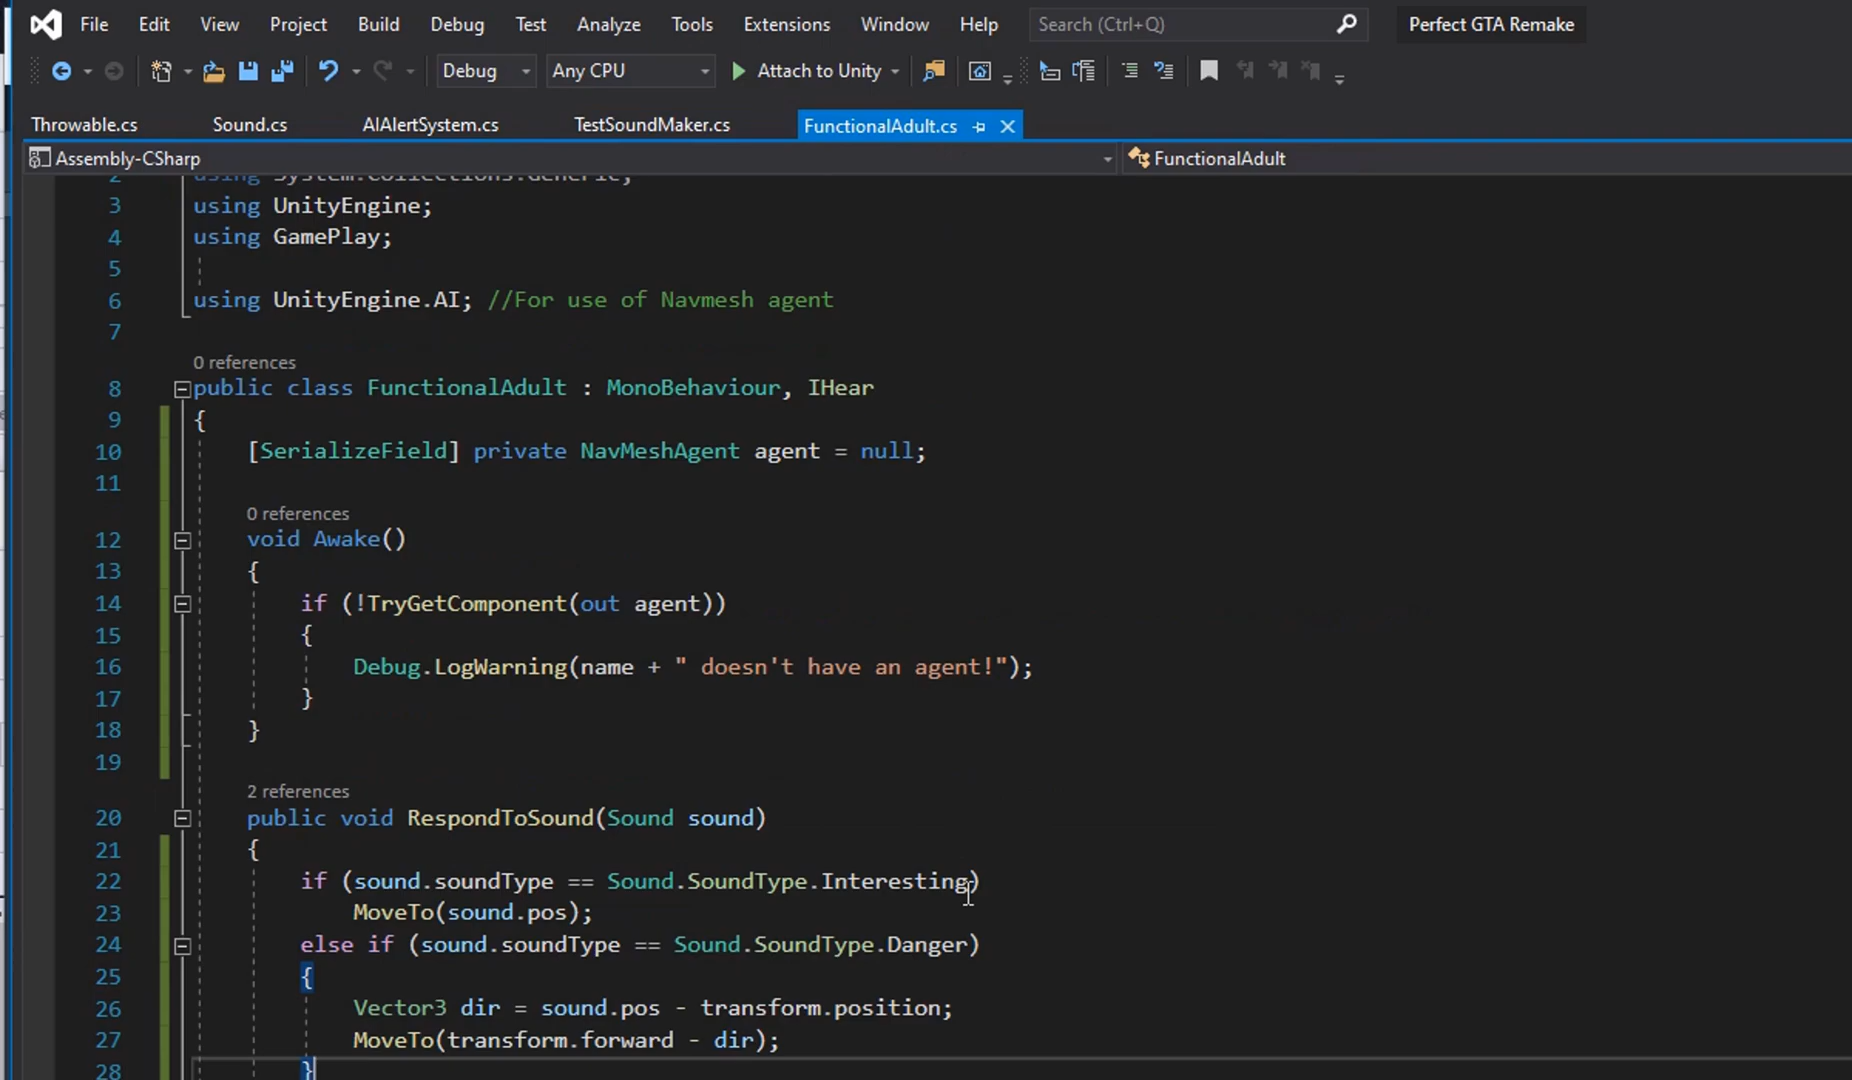 File Edit View Project Build Debug Test Analyze Tools Extensions Window Help Search (Ctrl+Q) Perfect GTA Remake
Debug Any CPU Attach to Unity
Throwable.cs Sound.cs AIAlertSystem.cs TestSoundMaker.cs FunctionalAdult.cs
Assembly-CSharp FunctionalAdult
2 using System.Collections.Generic;
3 using UnityEngine;
4 using GamePlay;
5
6 using UnityEngine.AI; //For use of Navmesh agent
7
0 references
8 public class FunctionalAdult : MonoBehaviour, IHear
9 {
10 [SerializeField] private NavMeshAgent agent = null;
11
0 references
12 void Awake()
13 {
14 if (!TryGetComponent(out agent))
15 {
16 Debug.LogWarning(name + " doesn't have an agent!");
17 }
18 }
19
2 references
20 public void RespondToSound(Sound sound)
21 {
22 if (sound.soundType == Sound.SoundType.Interesting)
23 MoveTo(sound.pos);
24 else if (sound.soundType == Sound.SoundType.Danger)
25 {
26 Vector3 dir = sound.pos - transform.position;
27 MoveTo(transform.forward - dir);
28 }